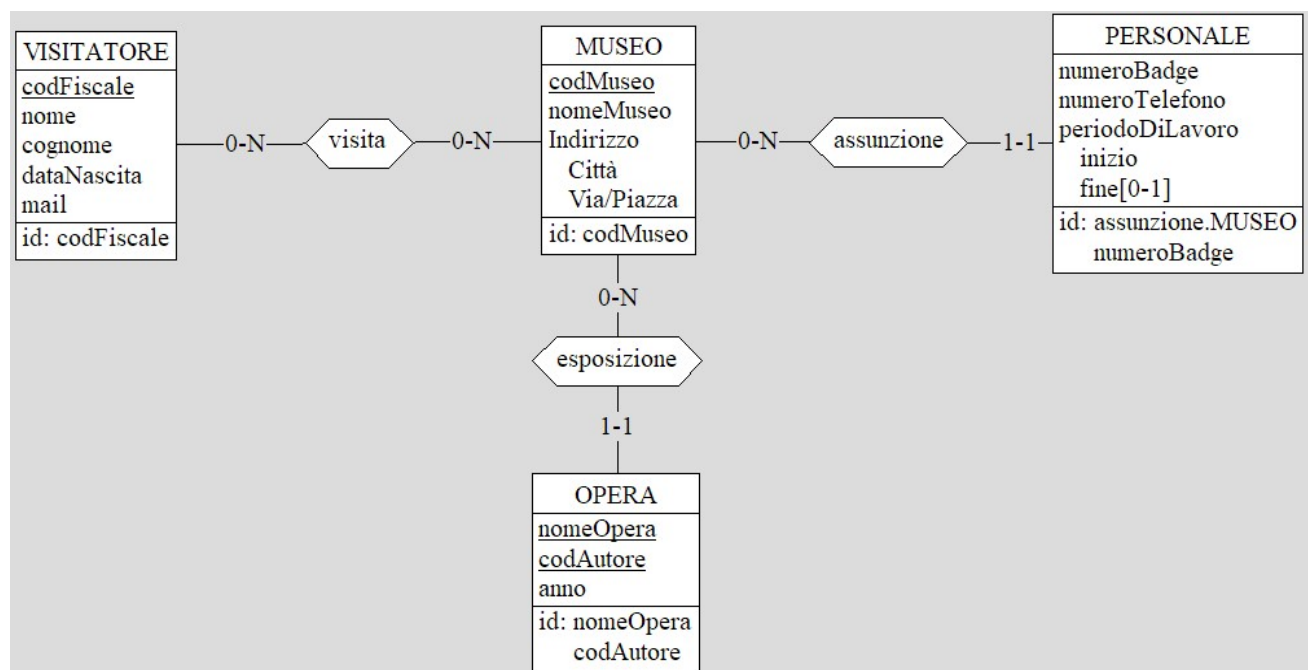 VISITATORE
codFiscale
nome
cognome
dataNascita
mail
id: codFiscale
0-N
visita
0-N
MUSEO
codMuseo
nomeMuseo
Indirizzo
Città
Via/Piazza
id: codMuseo
0-N
assunzione
1-1
PERSONALE
numeroBadge
numeroTelefono
periodoDiLavoro
inizio
fine[0-1]
id: assunzione.MUSEO
numeroBadge
0-N
esposizione
1-1
OPERA
nomeOpera
codAutore
anno
id: nomeOpera
codAutore